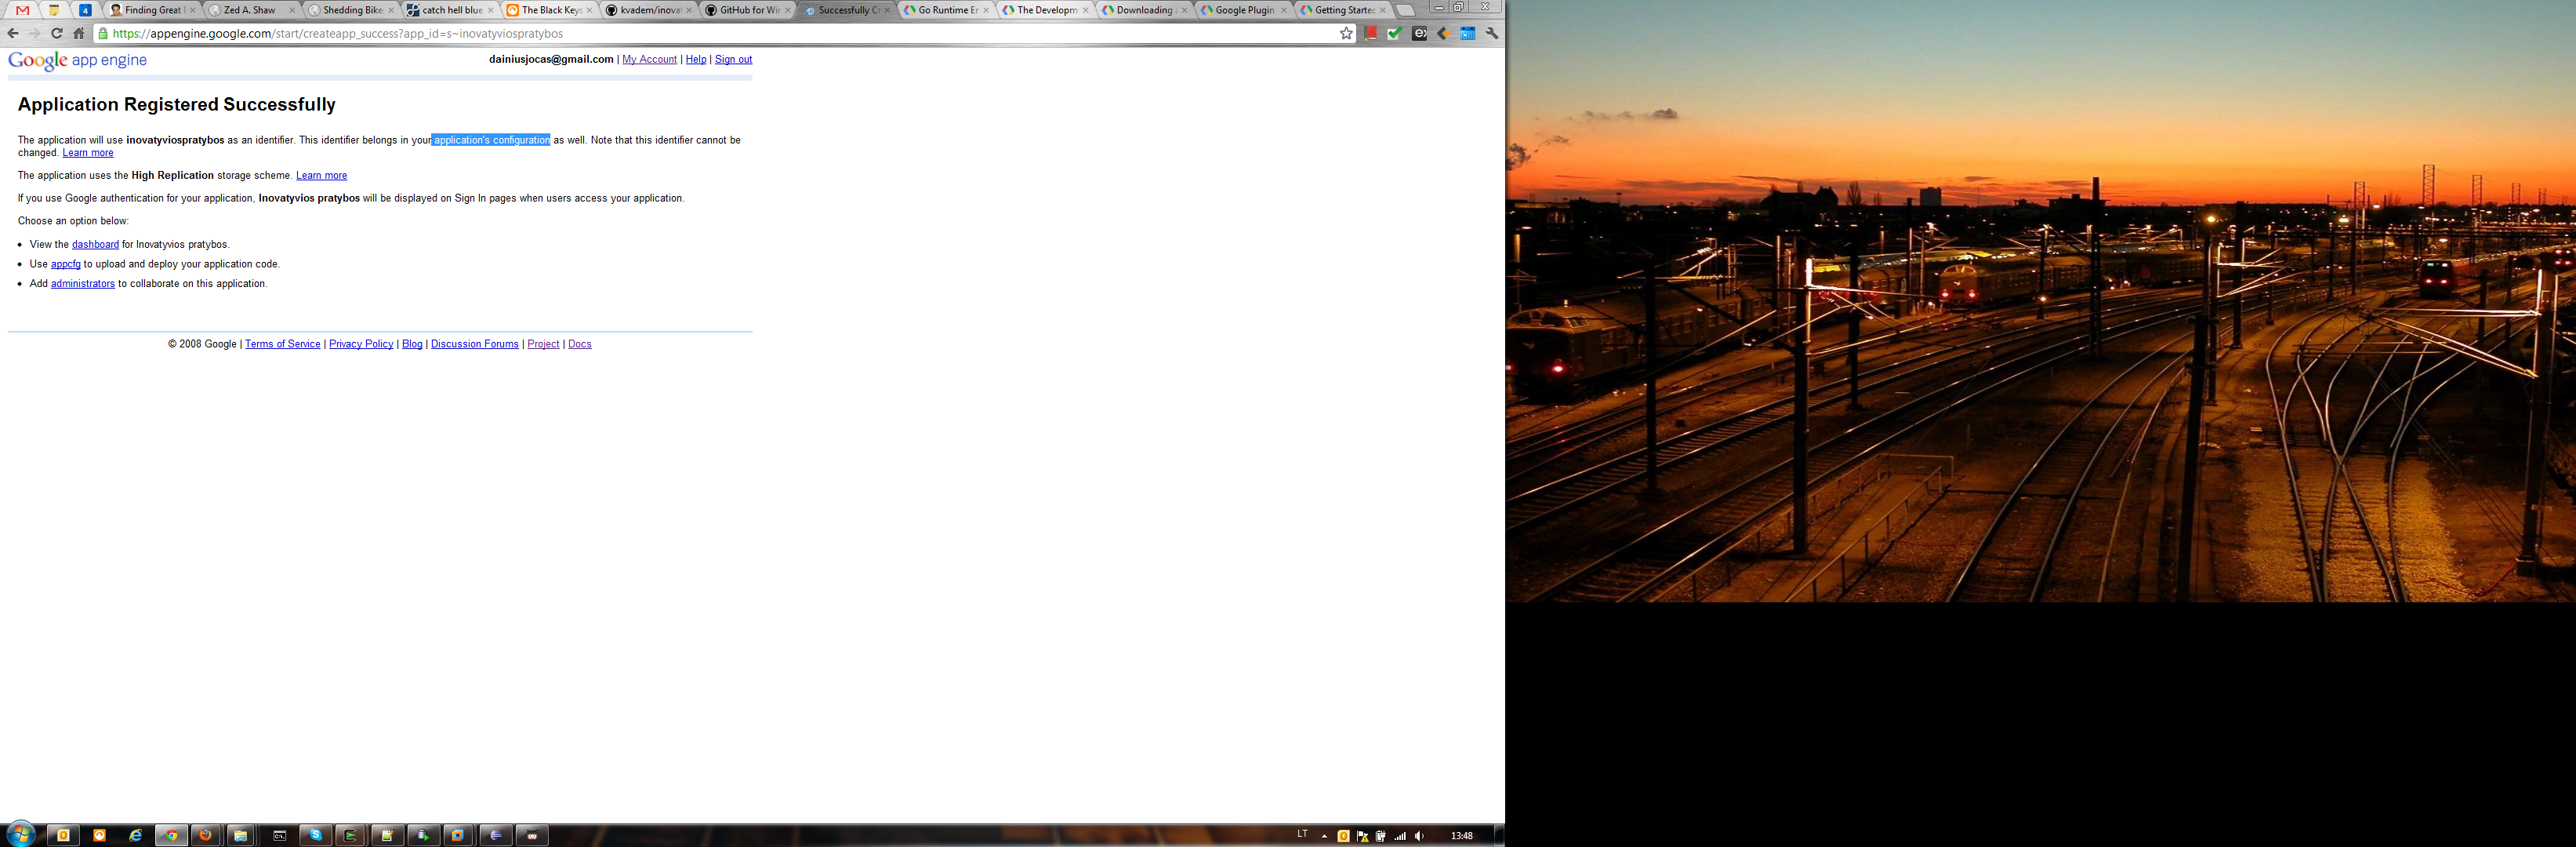 Finding Great
Zed A. Shaw
Shedding Bike
catch hell blue
The Black Keys
kvadem/inovat
GitHub for Win
Successfully Cr
Go Runtime En
The Developm
Downloading
Google Plugin
Getting Started
https://appengine.google.com/start/createapp_success?app_id=s~inovatyviospratybos
Google app engine
dainiusjocas@gmail.com | My Account | Help | Sign out
Application Registered Successfully
The application will use inovatyviospratybos as an identifier. This identifier belongs in your application's configuration as well. Note that this identifier cannot be
changed. Learn more
The application uses the High Replication storage scheme. Learn more
If you use Google authentication for your application, Inovatyvios pratybos will be displayed on Sign In pages when users access your application.
Choose an option below:
• View the dashboard for Inovatyvios pratybos.
• Use appcfg to upload and deploy your application code.
• Add administrators to collaborate on this application.
© 2008 Google | Terms of Service | Privacy Policy | Blog | Discussion Forums | Project | Docs
LT
13:48